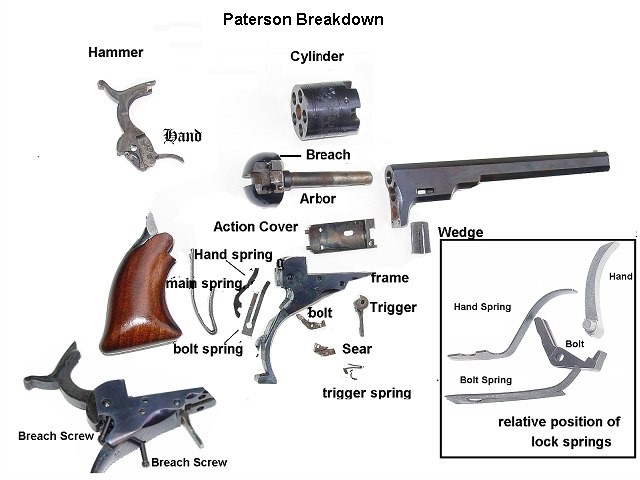 Paterson Breakdown
Hammer
Cylinder
Hand
Breach
Arbor
Action Cover
Wedge
Hand spring
main spring
frame
Trigger
bolt
bolt spring
Sear
trigger spring
Breach Screw
Breach Screw
Hand
Hand Spring
Bolt
Bolt Spring
relative position of
lock springs